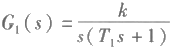 G₁(s) = k / s(T₁s + 1)